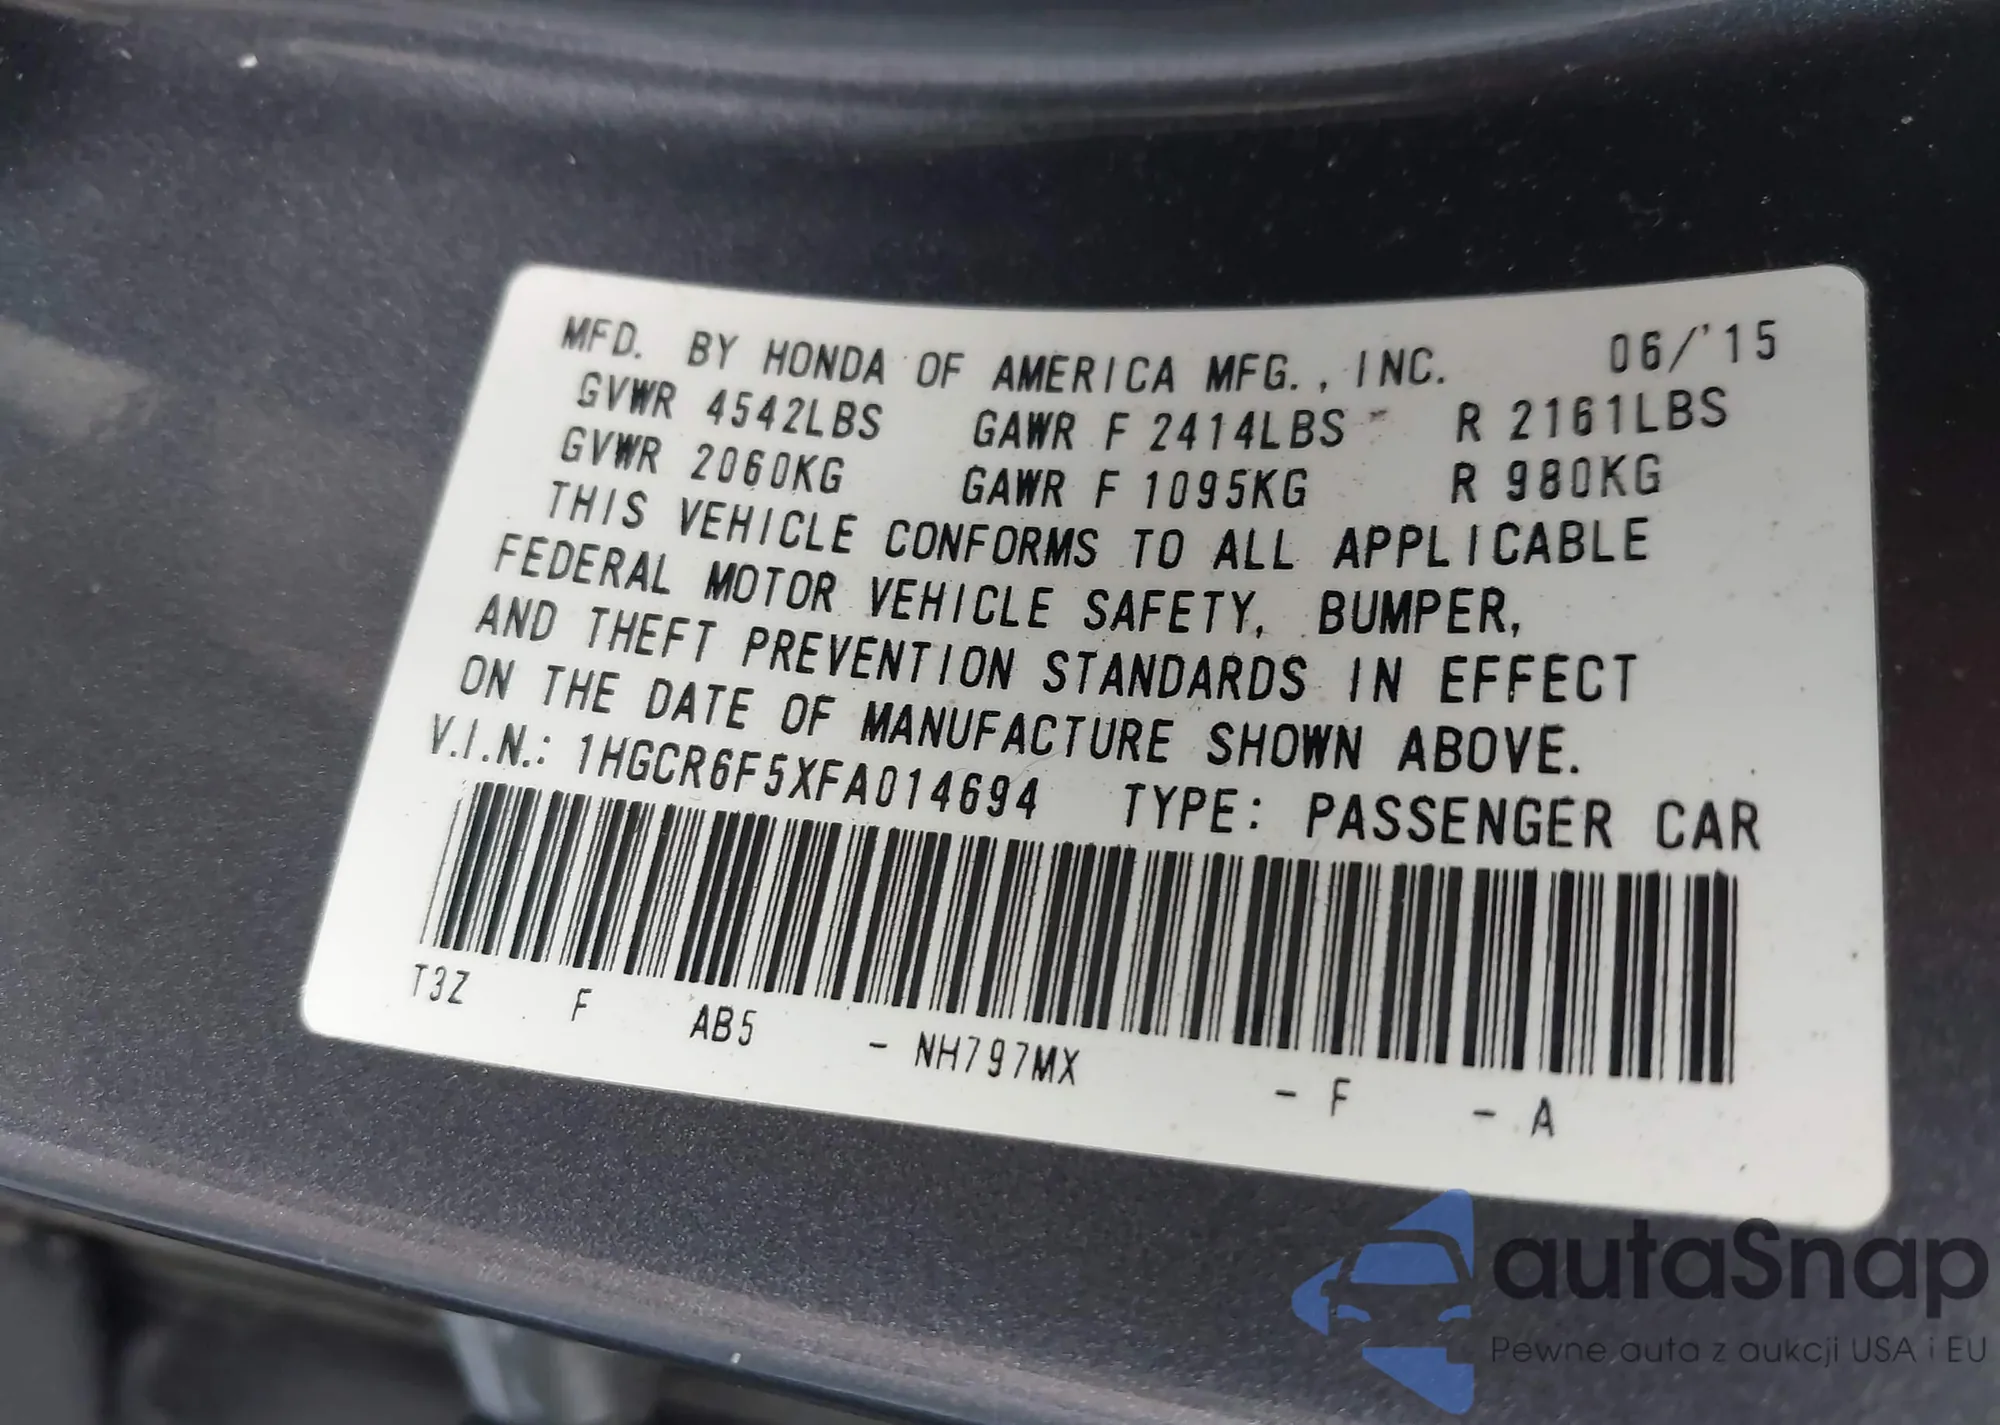 MFD. BY HONDA OF AMERICA MFG., INC. 06/'15
GVWR 4542LBS GAWR F 2414LBS R 2161LBS
GVWR 2060KG GAWR F 1095KG R 980KG
THIS VEHICLE CONFORMS TO ALL APPLICABLE
FEDERAL MOTOR VEHICLE SAFETY, BUMPER,
AND THEFT PREVENTION STANDARDS IN EFFECT
ON THE DATE OF MANUFACTURE SHOWN ABOVE.
V.I.N.: 1HGCR6F5XFA014694 TYPE: PASSENGER CAR
T3Z F AB5 - NH797MX - F - A
autaSnap
Pewne auta z aukcji USA i EU